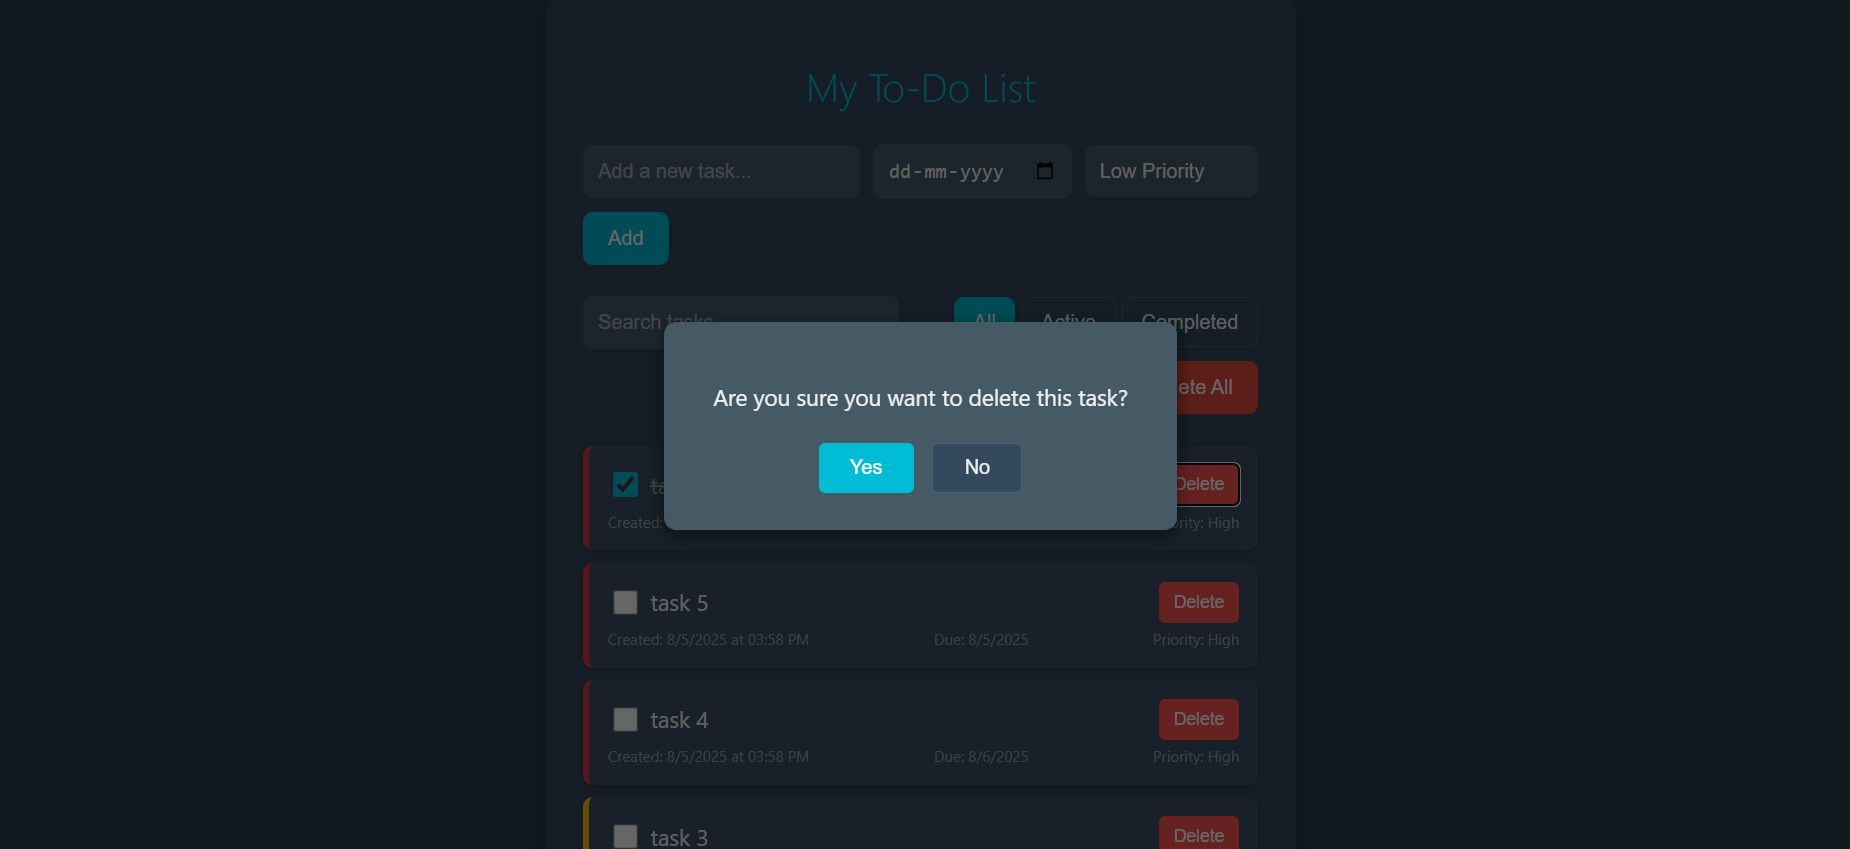 My To-Do List
Add a new task...
dd-mm-yyyy
Low Priority
Add
Search tasks
All
Active
Completed
ete All
Are you sure you want to delete this task?
Yes
No
Delete
Created:
rity: High
task 5
Delete
Created: 8/5/2025 at 03:58 PM
Due: 8/5/2025
Priority: High
task 4
Delete
Created: 8/5/2025 at 03:58 PM
Due: 8/6/2025
Priority: High
task 3
Delete